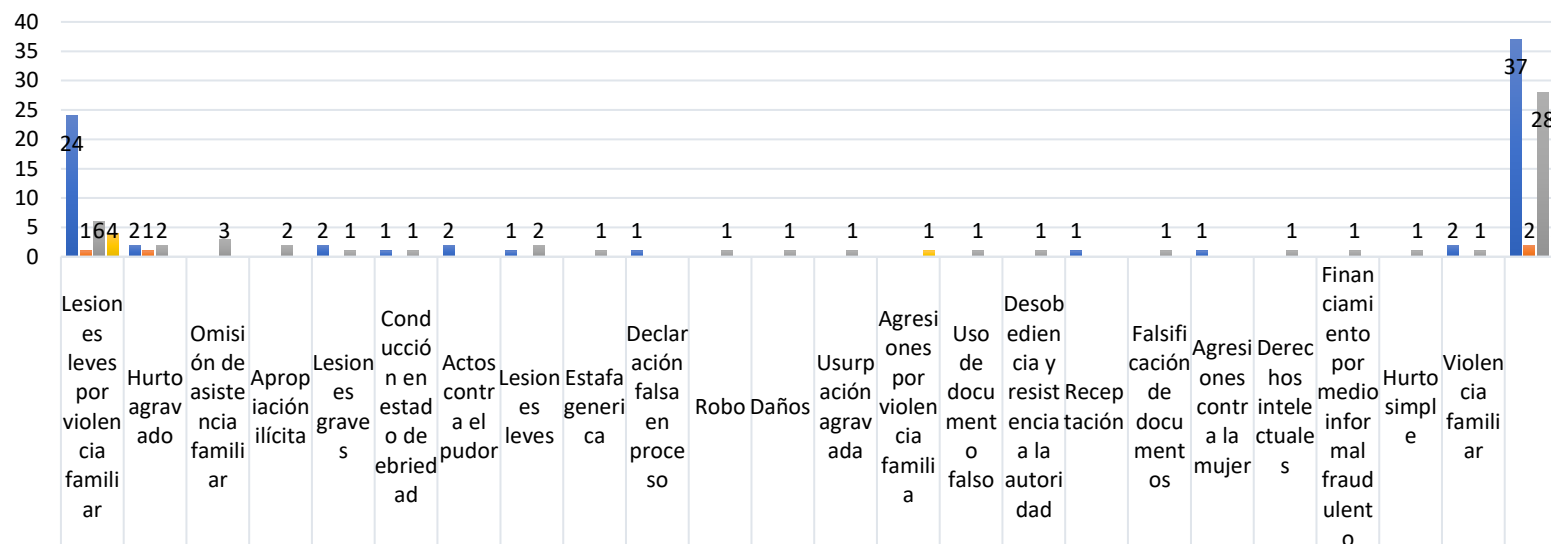 40
35
30
25
20
15
10
5
0
24
1
6
4
2
1
2
3
2
2
1
1
1
2
1
2
1
1
1
1
1
1
1
1
1
1
1
1
1
1
2
1
37
2
28
Lesion
es
leves
por
violen
cia
famili
ar
Hurto
agrav
ado
Omisi
ón de
asiste
ncia
famili
ar
Aprop
iación
ilícita
Lesion
es
grave
s
Cond
ucció
n en
estad
o de
ebried
ad
Actos
contr
a el
pudor
Lesion
es
leves
Estafa
generi
ca
Declar
ación
falsa
en
proce
so
Robo
Daños
Usurp
ación
agrav
ada
Agresi
ones
por
violen
cia
famili
a
Uso
de
docu
ment
o
falso
Desob
edien
cia y
resist
encia
a la
autori
dad
Recep
tación
Falsifi
cación
de
docu
ment
os
Agresi
ones
contr
a la
mujer
Derec
hos
intele
ctuale
s
Finan
ciami
ento
por
medio
infor
mal
fraud
ulent
o
Hurto
simpl
e
Violen
cia
famili
ar